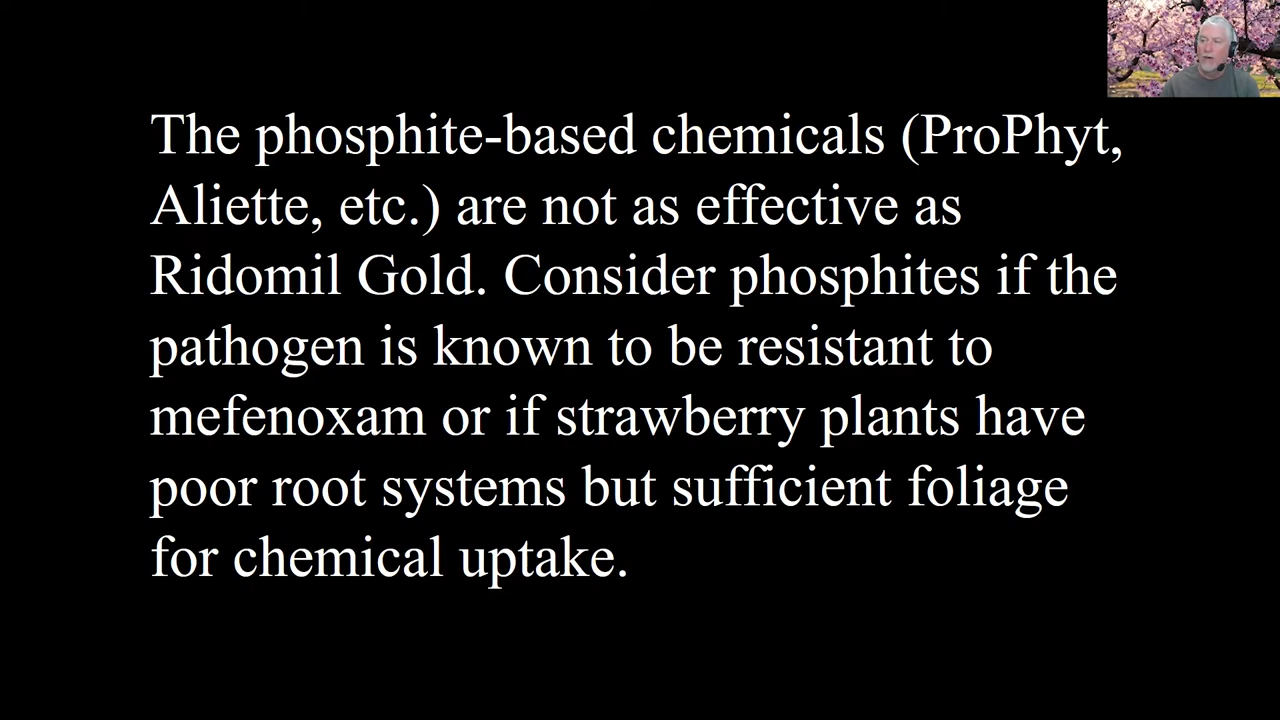 The phosphite-based chemicals (ProPhyt,
Aliette, etc.) are not as effective as
Ridomil Gold. Consider phosphites if the
pathogen is known to be resistant to
mefenoxam or if strawberry plants have
poor root systems but sufficient foliage
for chemical uptake.